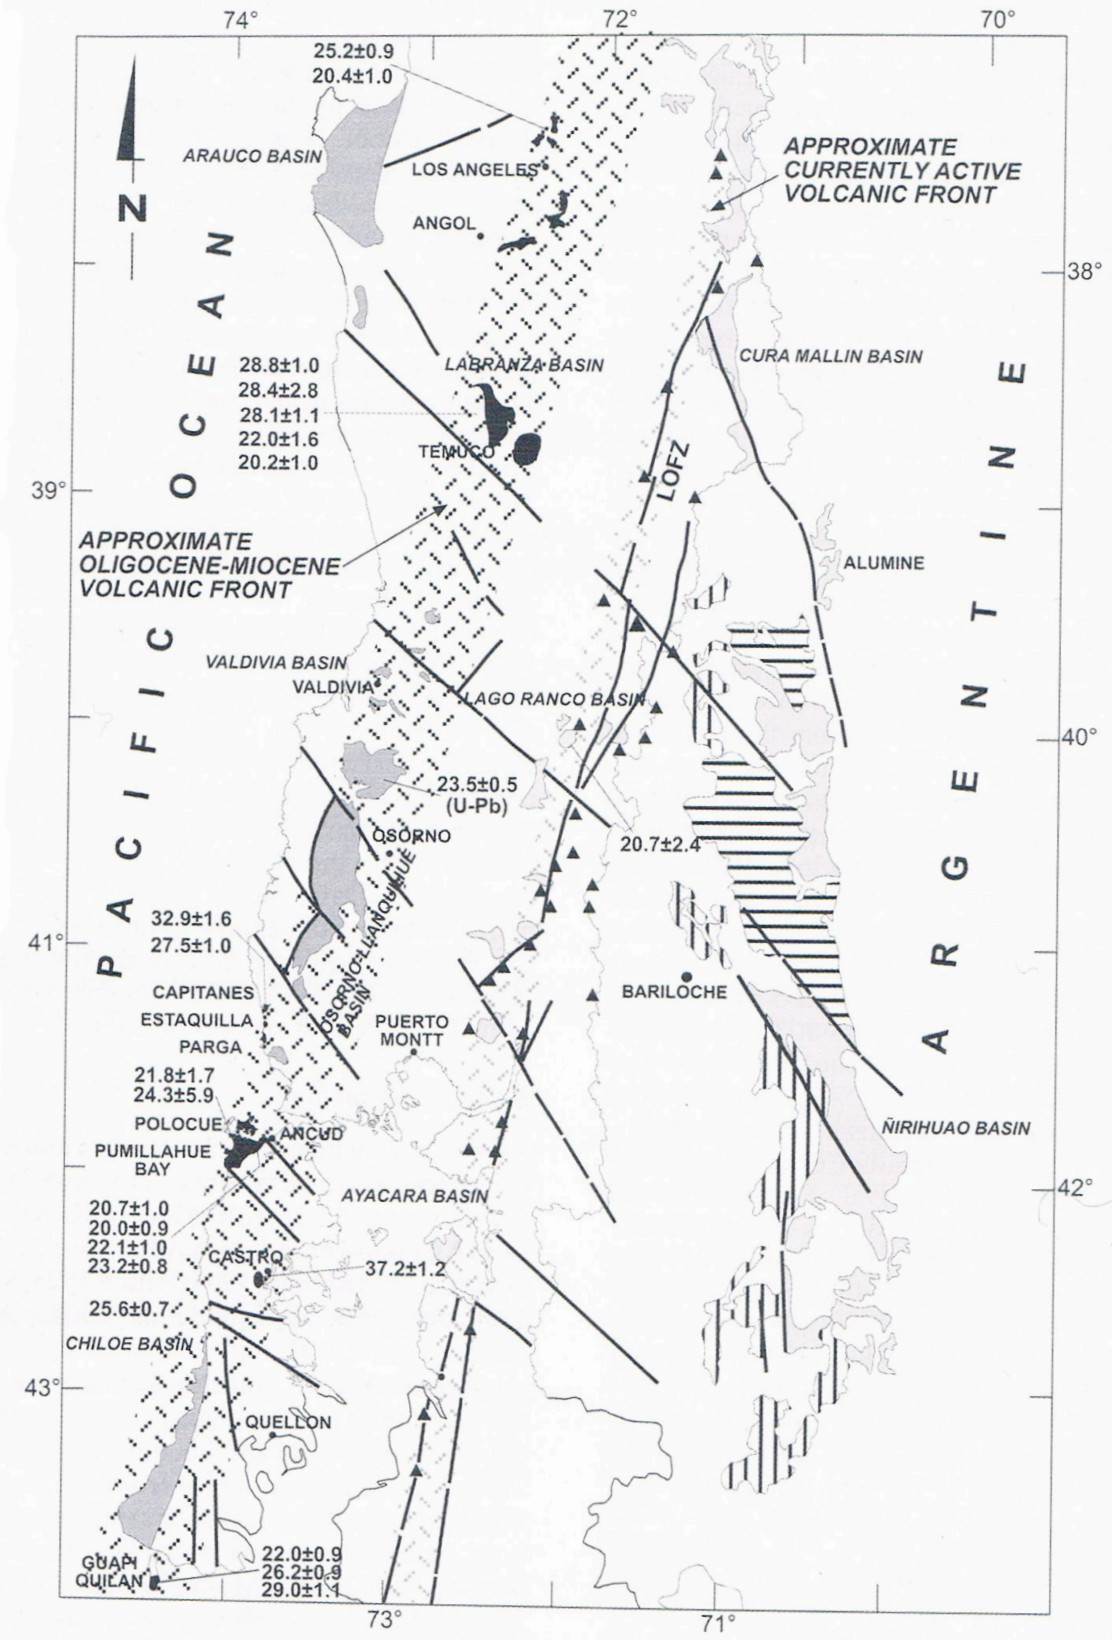 74°
72°
70°
25.2±0.9
20.4±1.0
N
ARAUCO BASIN
LOS ANGELES
ANGOL
APPROXIMATE
CURRENTLY ACTIVE
VOLCANIC FRONT
38°
PACIFIC OCEAN
LABRANZA BASIN
CURA MALLIN BASIN
28.8±1.0
28.4±2.8
28.1±1.1
22.0±1.6
20.2±1.0
TEMUCO
LOFZ
39°
APPROXIMATE
OLIGOCENE-MIOCENE
VOLCANIC FRONT
ALUMINE
ARGENTINE
VALDIVIA BASIN
VALDIVIA
LAGO RANCO BASIN
40°
23.5±0.5
(U-Pb)
OSORNO
20.7±2.4
OSORNO-LLANQUIHUE
BASIN
32.9±1.6
27.5±1.0
41°
CAPITANES
ESTAQUILLA
PARGA
PUERTO
MONTT
BARILOCHE
21.8±1.7
24.3±5.9
POLOCUE
ANCUD
PUMILLAHUE
BAY
ÑIRIHUAO BASIN
AYACARA BASIN
42°
20.7±1.0
20.0±0.9
22.1±1.0
23.2±0.8
CASTRO
37.2±1.2
25.6±0.7
CHILOE BASIN
43°
QUELLON
GUAPI
QUILAN
22.0±0.9
26.2±0.9
29.0±1.1
73°
71°